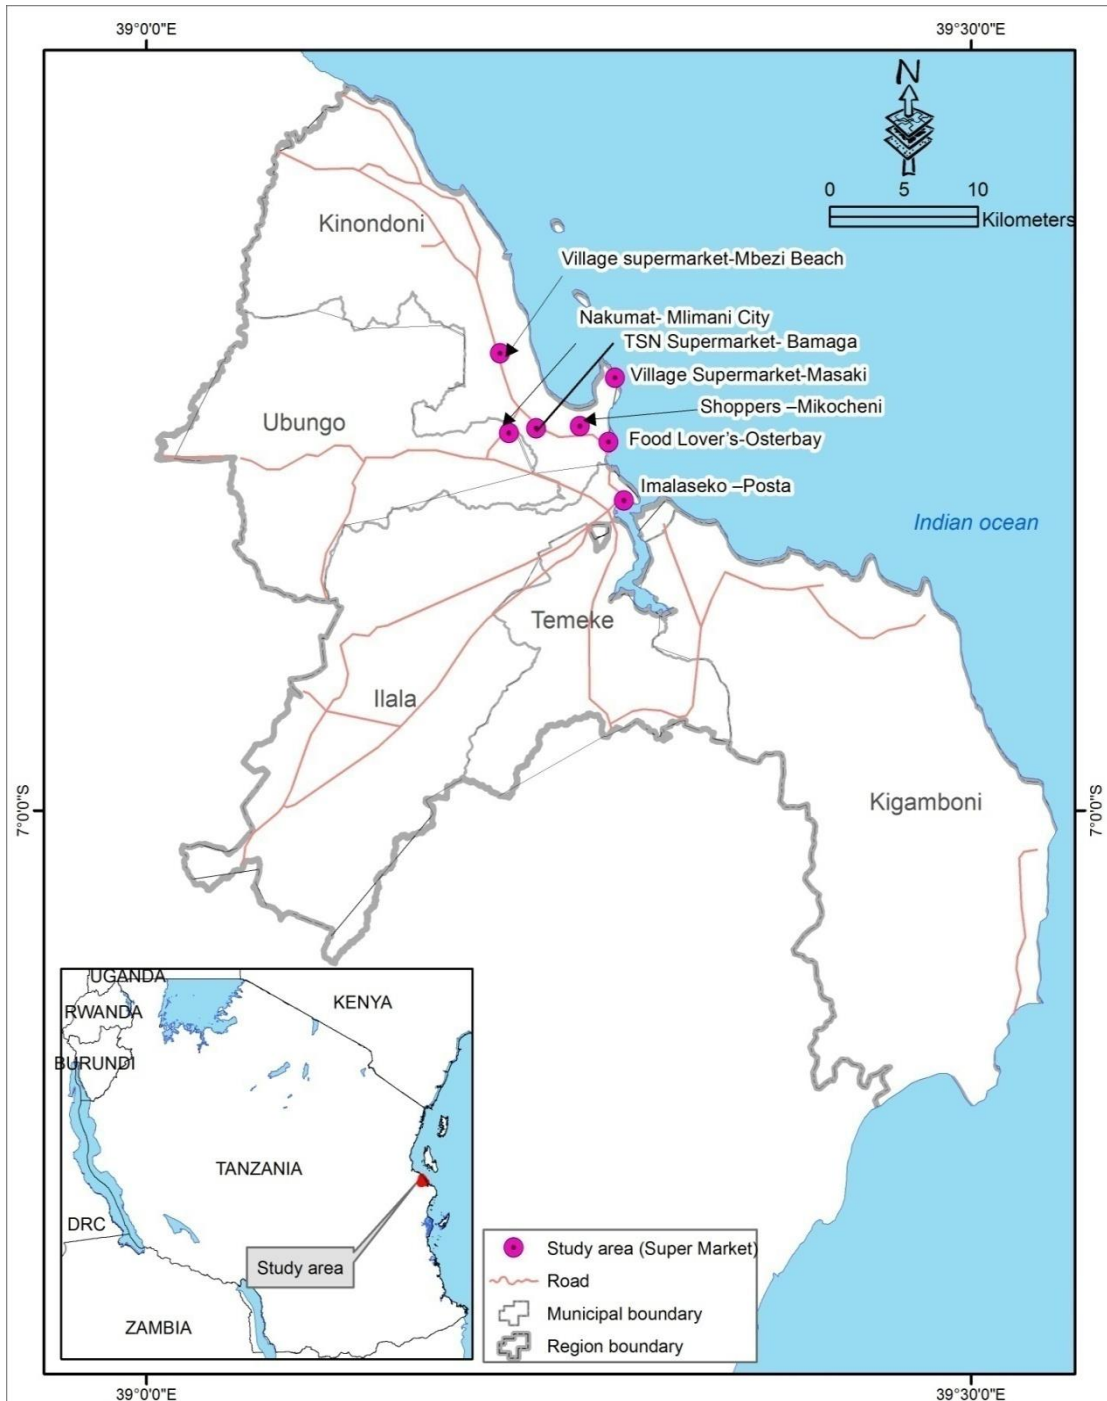 39°0'0"E
39°30'0"E
N
0 5 10
Kilometers
Kinondoni
Village supermarket-Mbezi Beach
Nakumat- Mlimani City
TSN Supermarket- Bamaga
Village Supermarket-Masaki
Shoppers –Mikocheni
Ubungo
Food Lover's-Osterbay
Imalaseko –Posta
Indian ocean
Temeke
Ilala
Kigamboni
7°0'0"S
7°0'0"S
UGANDA
RWANDA
KENYA
BURUNDI
TANZANIA
DRC
Study area
ZAMBIA
Study area (Super Market)
Road
Municipal boundary
Region boundary
39°0'0"E
39°30'0"E